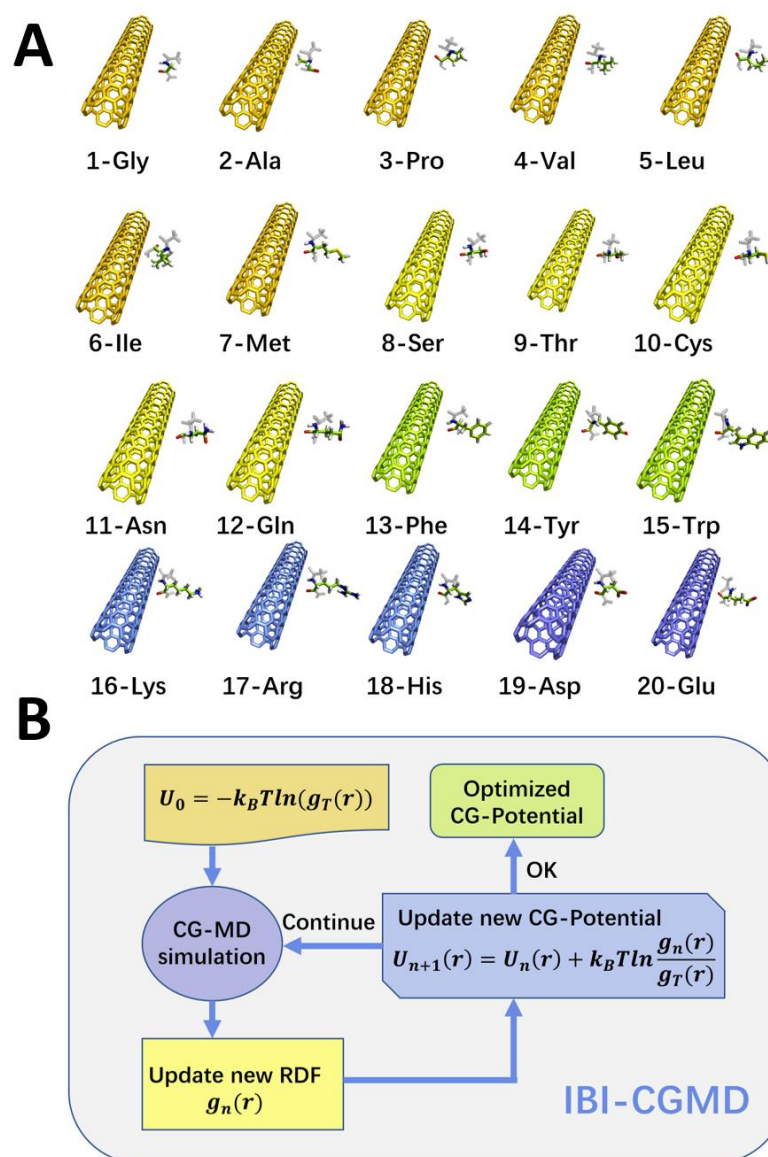 A
1-Gly 2-Ala 3-Pro 4-Val 5-Leu
6-Ile 7-Met 8-Ser 9-Thr 10-Cys
11-Asn 12-Gln 13-Phe 14-Tyr 15-Trp
16-Lys 17-Arg 18-His 19-Asp 20-Glu
B
U₀ = −k_BTln(g_T(r))
Optimized
CG-Potential
OK
CG-MD
simulation
Continue
Update new CG-Potential
U_{n+1}(r) = U_n(r) + k_BTln g_n(r)/g_T(r)
Update new RDF
g_n(r)
IBI-CGMD